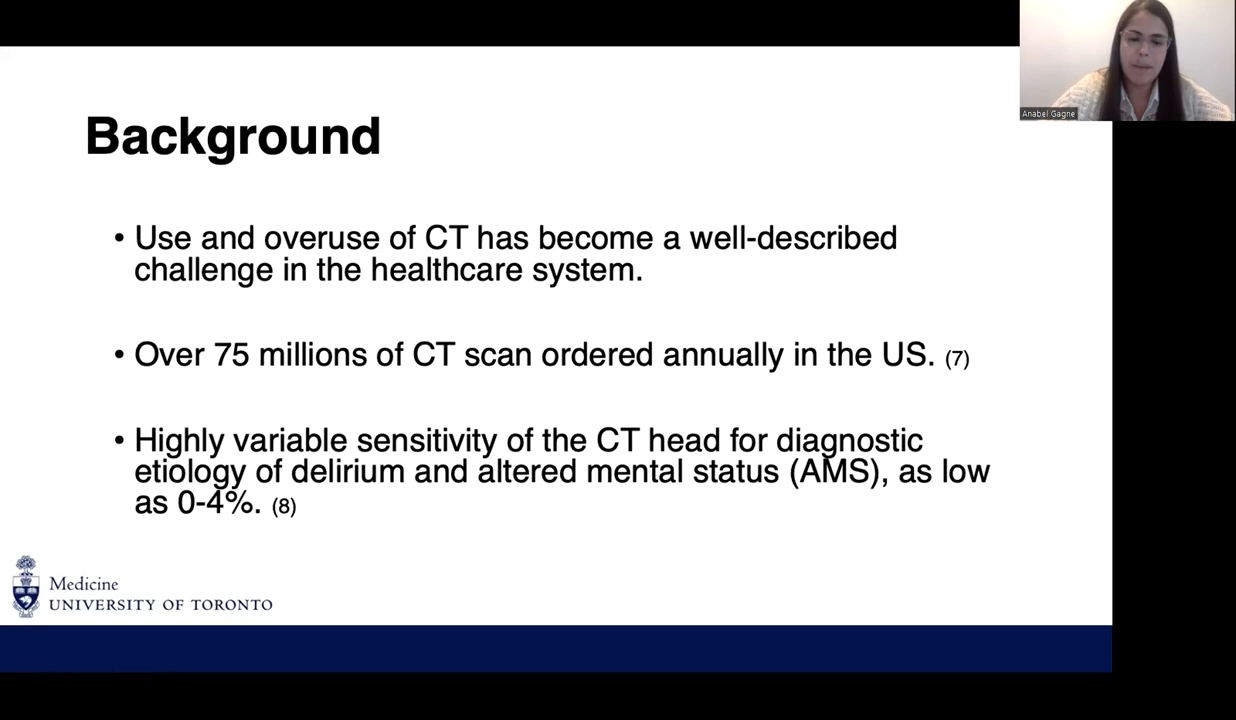 Anabel Gagne
Background
• Use and overuse of CT has become a well-described
challenge in the healthcare system.
• Over 75 millions of CT scan ordered annually in the US. (7)
• Highly variable sensitivity of the CT head for diagnostic
etiology of delirium and altered mental status (AMS), as low
as 0-4%. (8)
Medicine
UNIVERSITY OF TORONTO